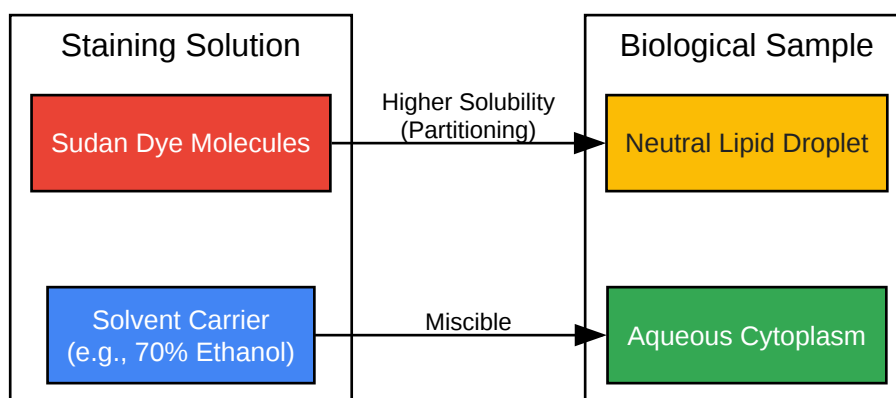 Staining Solution
Biological Sample
Higher Solubility
(Partitioning)
Sudan Dye Molecules
Neutral Lipid Droplet
Solvent Carrier
(e.g., 70% Ethanol)
Miscible
Aqueous Cytoplasm